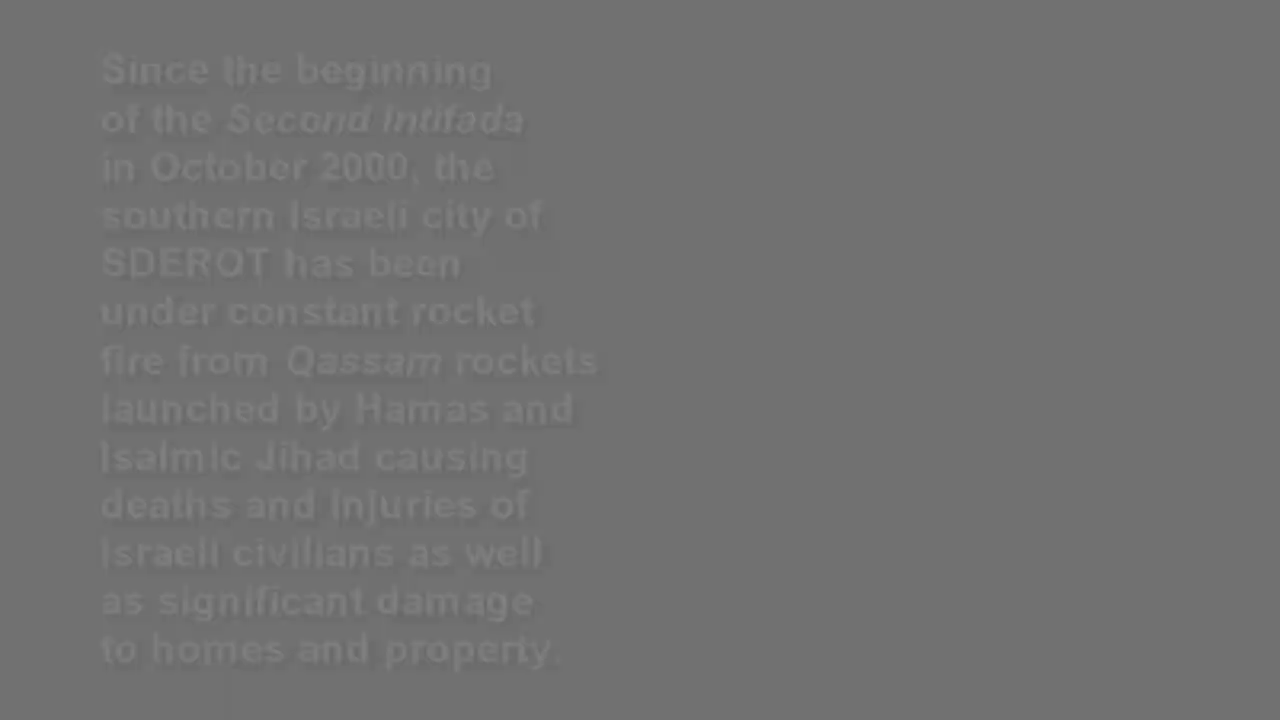 Since the beginning
of the Second Intifada
in October 2000, the
southern Israeli city of
SDEROT has been
under constant rocket
fire from Qassam rockets
launched by Hamas and
Isalmic Jihad causing
deaths and Injuries of
Israeli civilians as well
as significant damage
to homes and property.